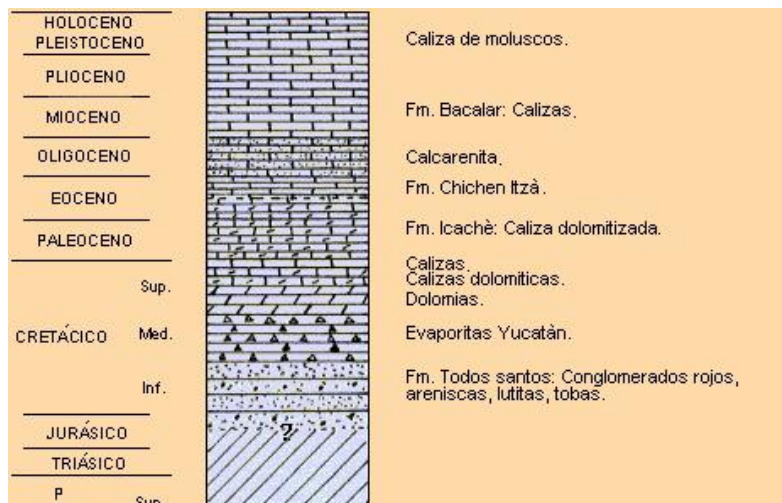 HOLOCENO
PLEISTOCENO
Caliza de moluscos.
PLIOCENO
MIOCENO
Fm. Bacalar: Calizas.
OLIGOCENO
Calcarenita.
Fm. Chichen Itzà.
EOCENO
Fm. Icachè: Caliza dolomitizada.
PALEOCENO
Calizas.
Calizas dolomiticas.
Sup.
Dolomias.
CRETÁCICO Med.
Evaporitas Yucatàn.
Fm. Todos santos: Conglomerados rojos,
areniscas, lutitas, tobas.
Inf.
JURÁSICO
?
TRIÁSICO
P
Sup.